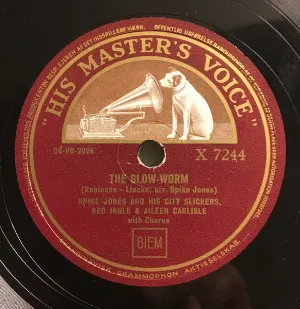 "HIS MASTER'S VOICE"
D6-VB-2026
X 7244
THE GLOW-WORM
(Robinson - Lincke, arr. Spike Jones)
SPIKE JONES AND HIS CITY SLICKERS,
RED INGLE & AILEEN CARLISLE
with Chorus
BIEM
SKANDINAVISK GRAMMOPHON AKTIESELSKAB